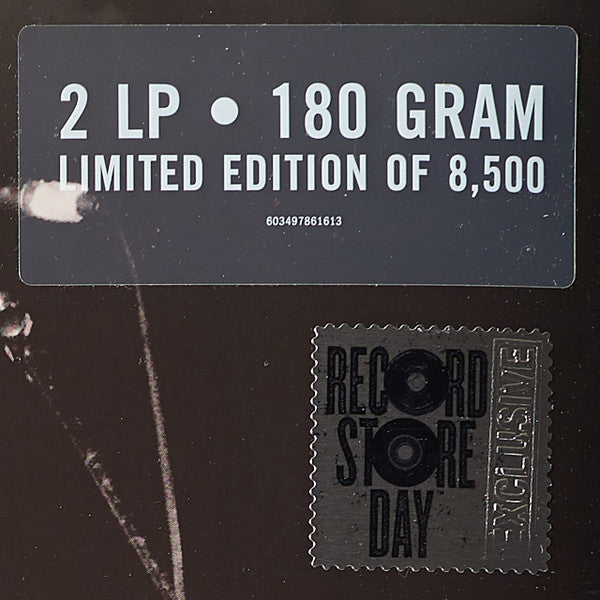 2 LP • 180 GRAM
LIMITED EDITION OF 8,500
603497861613
RECORD
STORE
DAY
EXCLUSIVE